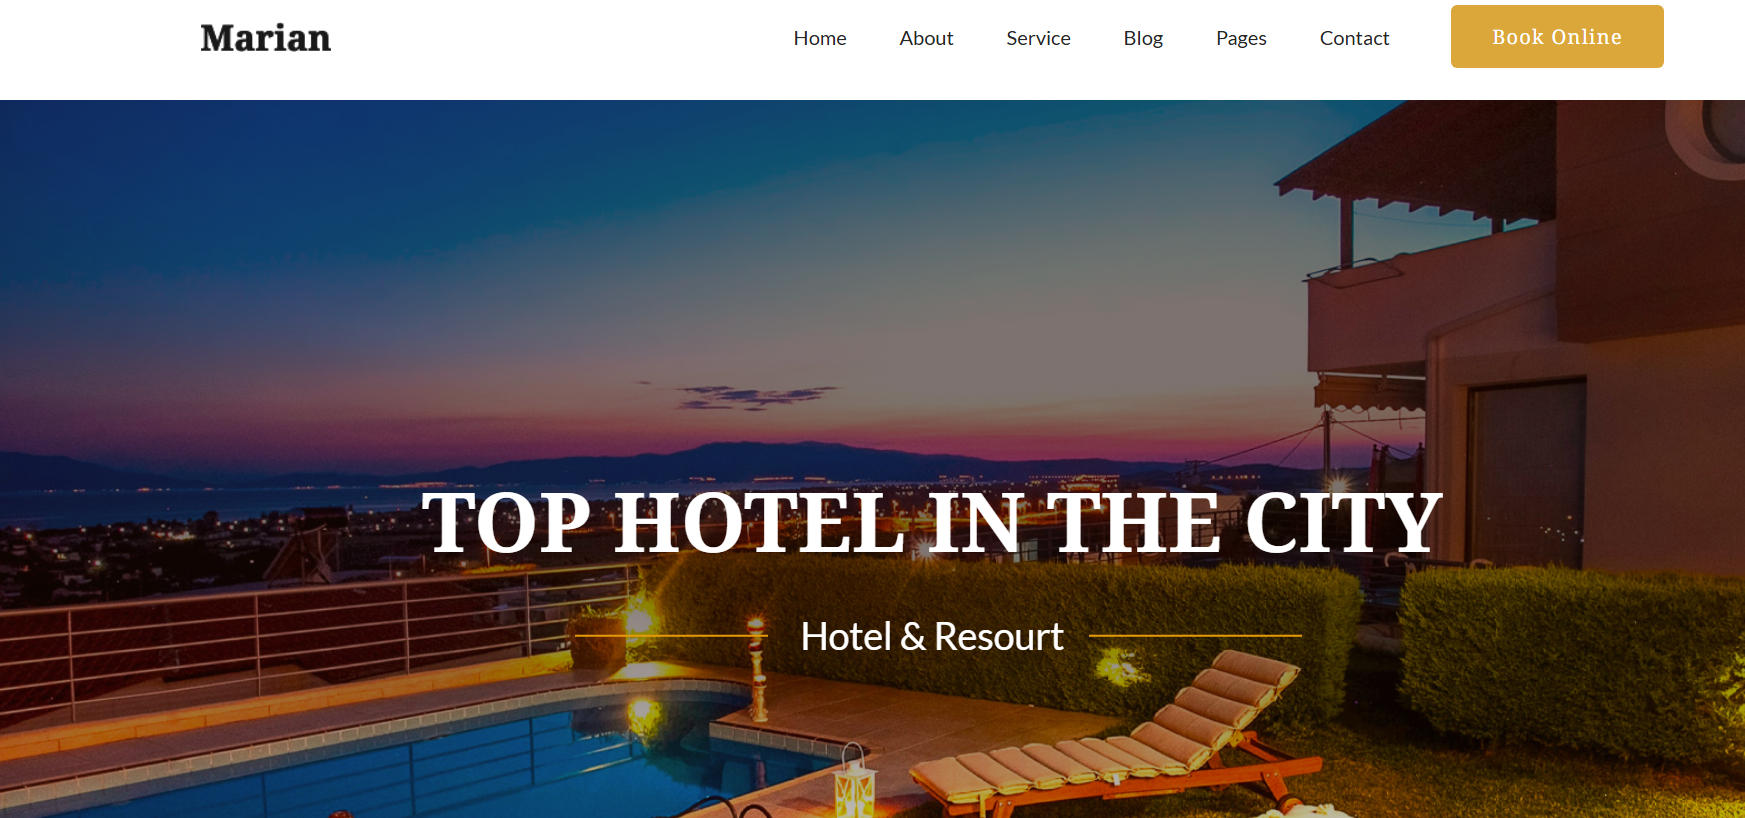 Marian
Home About Service Blog Pages Contact Book Online
TOP HOTEL IN THE CITY
Hotel & Resourt